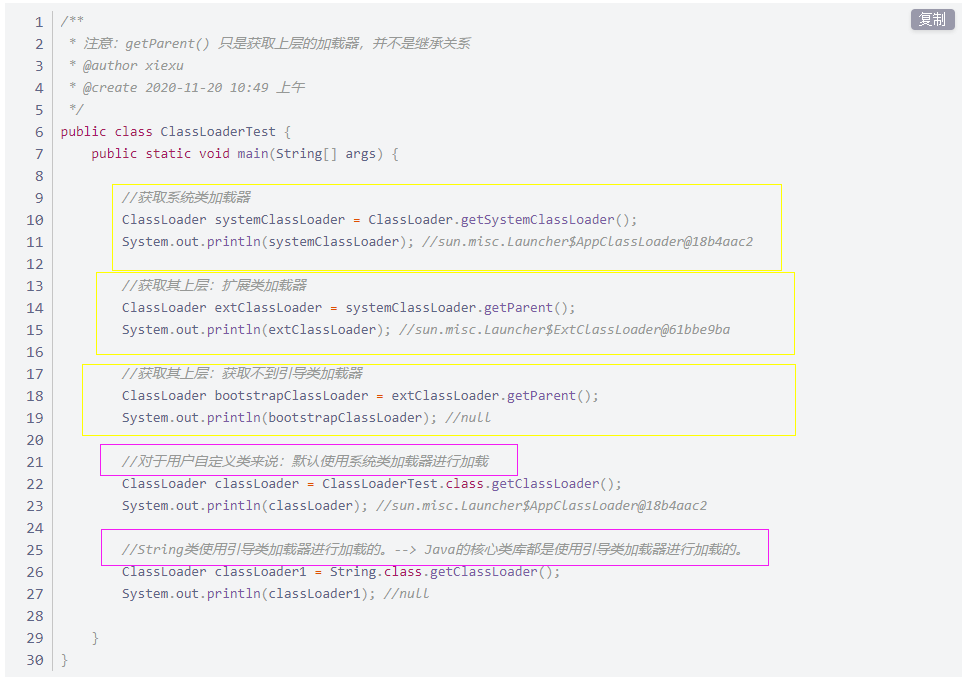 复制
1 /**
2  * 注意：getParent() 只是获取上层的加载器，并不是继承关系
3  * @author xiexu
4  * @create 2020-11-20 10:49 上午
5  */
6 public class ClassLoaderTest {
7     public static void main(String[] args) {
8
9         //获取系统类加载器
10         ClassLoader systemClassLoader = ClassLoader.getSystemClassLoader();
11         System.out.println(systemClassLoader); //sun.misc.Launcher$AppClassLoader@18b4aac2
12
13         //获取其上层：扩展类加载器
14         ClassLoader extClassLoader = systemClassLoader.getParent();
15         System.out.println(extClassLoader); //sun.misc.Launcher$ExtClassLoader@61bbe9ba
16
17         //获取其上层：获取不到引导类加载器
18         ClassLoader bootstrapClassLoader = extClassLoader.getParent();
19         System.out.println(bootstrapClassLoader); //null
20
21         //对于用户自定义类来说：默认使用系统类加载器进行加载
22         ClassLoader classLoader = ClassLoaderTest.class.getClassLoader();
23         System.out.println(classLoader); //sun.misc.Launcher$AppClassLoader@18b4aac2
24
25         //String类使用引导类加载器进行加载的。--> Java的核心类库都是使用引导类加载器进行加载的。
26         ClassLoader classLoader1 = String.class.getClassLoader();
27         System.out.println(classLoader1); //null
28
29     }
30 }